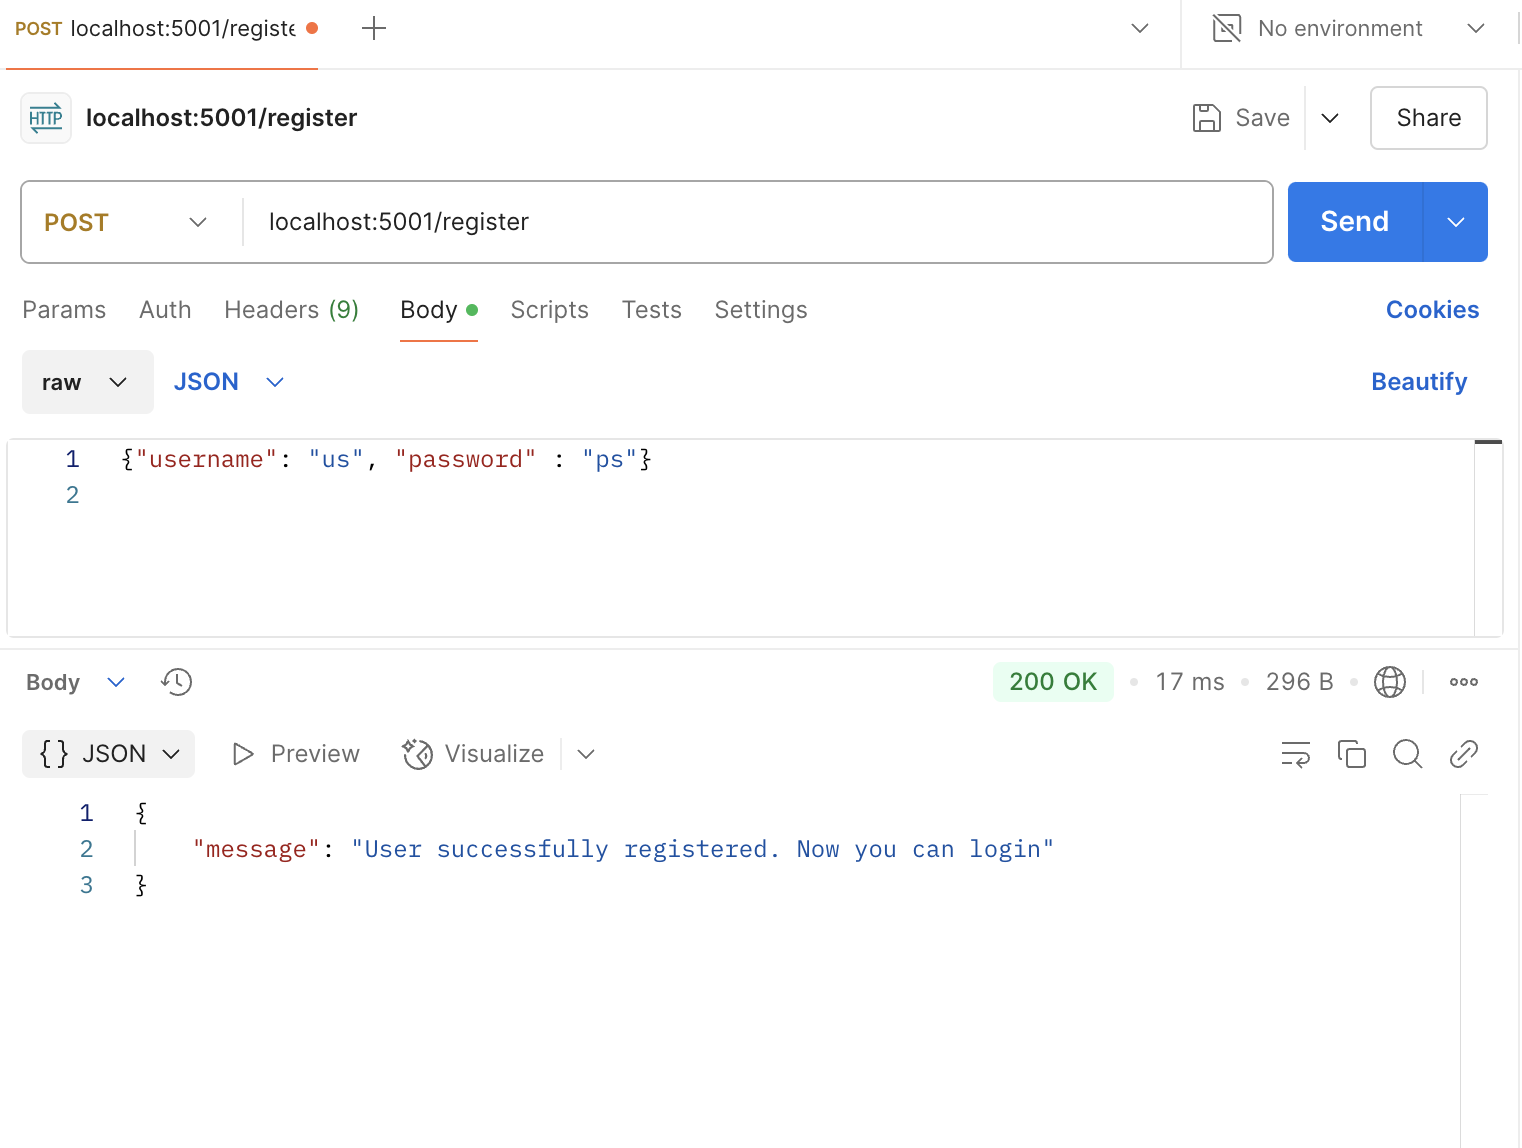 POST localhost:5001/registe
No environment
HTTP localhost:5001/register
Save
Share
POST localhost:5001/register
Send
Params Auth Headers (9) Body Scripts Tests Settings Cookies
raw JSON Beautify
1 {"username": "us", "password" : "ps"}
2
Body 200 OK 17 ms 296 B
{} JSON Preview Visualize
1 {
2 "message": "User successfully registered. Now you can login"
3 }